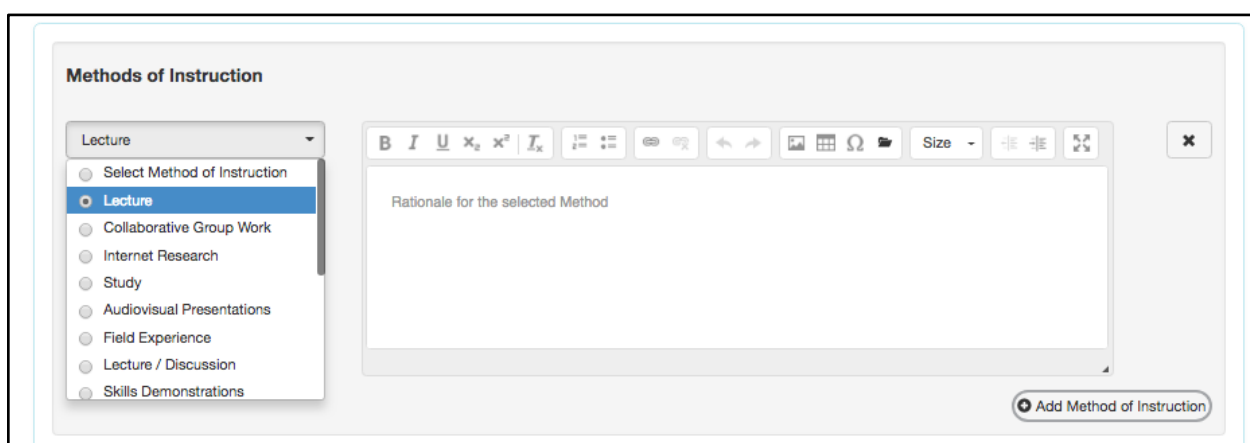 Methods of Instruction
Lecture
B I U x₂ x² Iₓ Ω Size
Select Method of Instruction
Lecture
Collaborative Group Work
Internet Research
Study
Audiovisual Presentations
Field Experience
Lecture / Discussion
Skills Demonstrations
Rationale for the selected Method
Add Method of Instruction